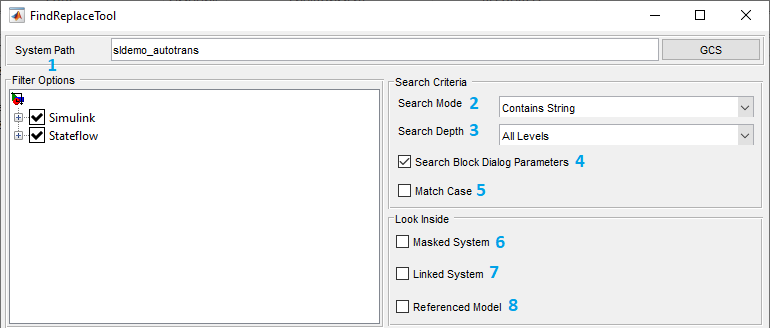 FindReplaceTool
System Path 1 sldemo_autotrans GCS
Filter Options
Simulink
Stateflow
Search Criteria
Search Mode 2 Contains String
Search Depth 3 All Levels
Search Block Dialog Parameters 4
Match Case 5
Look Inside
Masked System 6
Linked System 7
Referenced Model 8